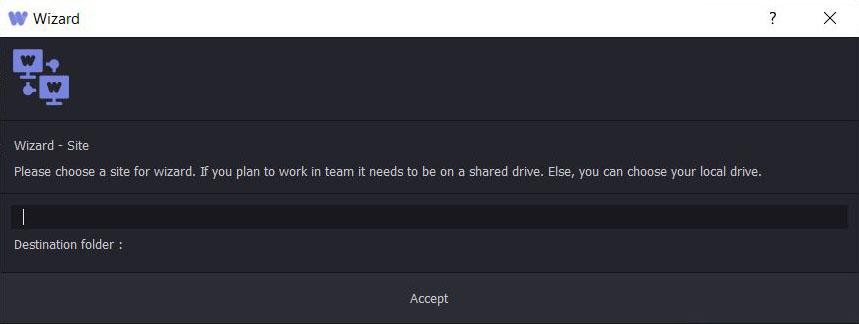 Wizard
?
W
W
Wizard - Site
Please choose a site for wizard. If you plan to work in team it needs to be on a shared drive. Else, you can choose your local drive.
Destination folder :
Accept